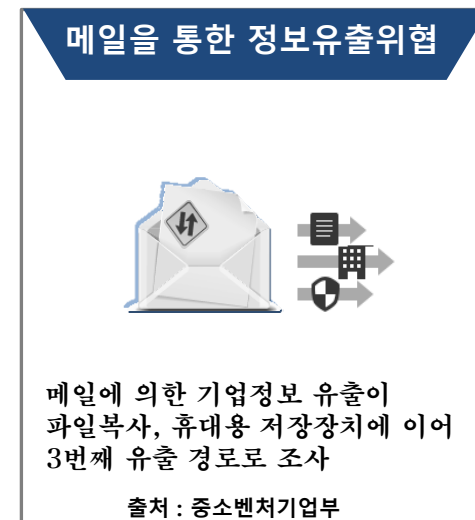 메일을 통한 정보유출위협
메일에 의한 기업정보 유출이
파일복사, 휴대용 저장장치에 이어
3번째 유출 경로로 조사
출처 : 중소벤처기업부